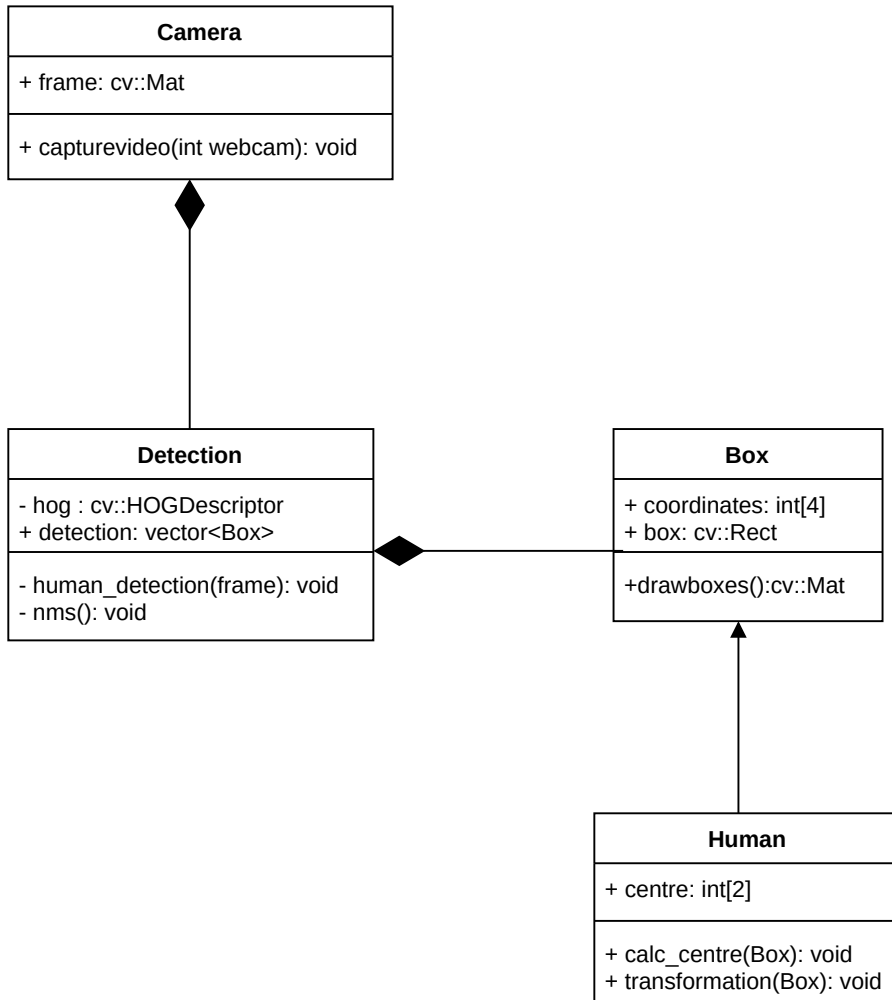 Camera
+ frame: cv::Mat
+ capturevideo(int webcam): void
Detection
- hog : cv::HOGDescriptor
+ detection: vector<Box>
- human_detection(frame): void
- nms(): void
Box
+ coordinates: int[4]
+ box: cv::Rect
+drawboxes():cv::Mat
Human
+ centre: int[2]
+ calc_centre(Box): void
+ transformation(Box): void